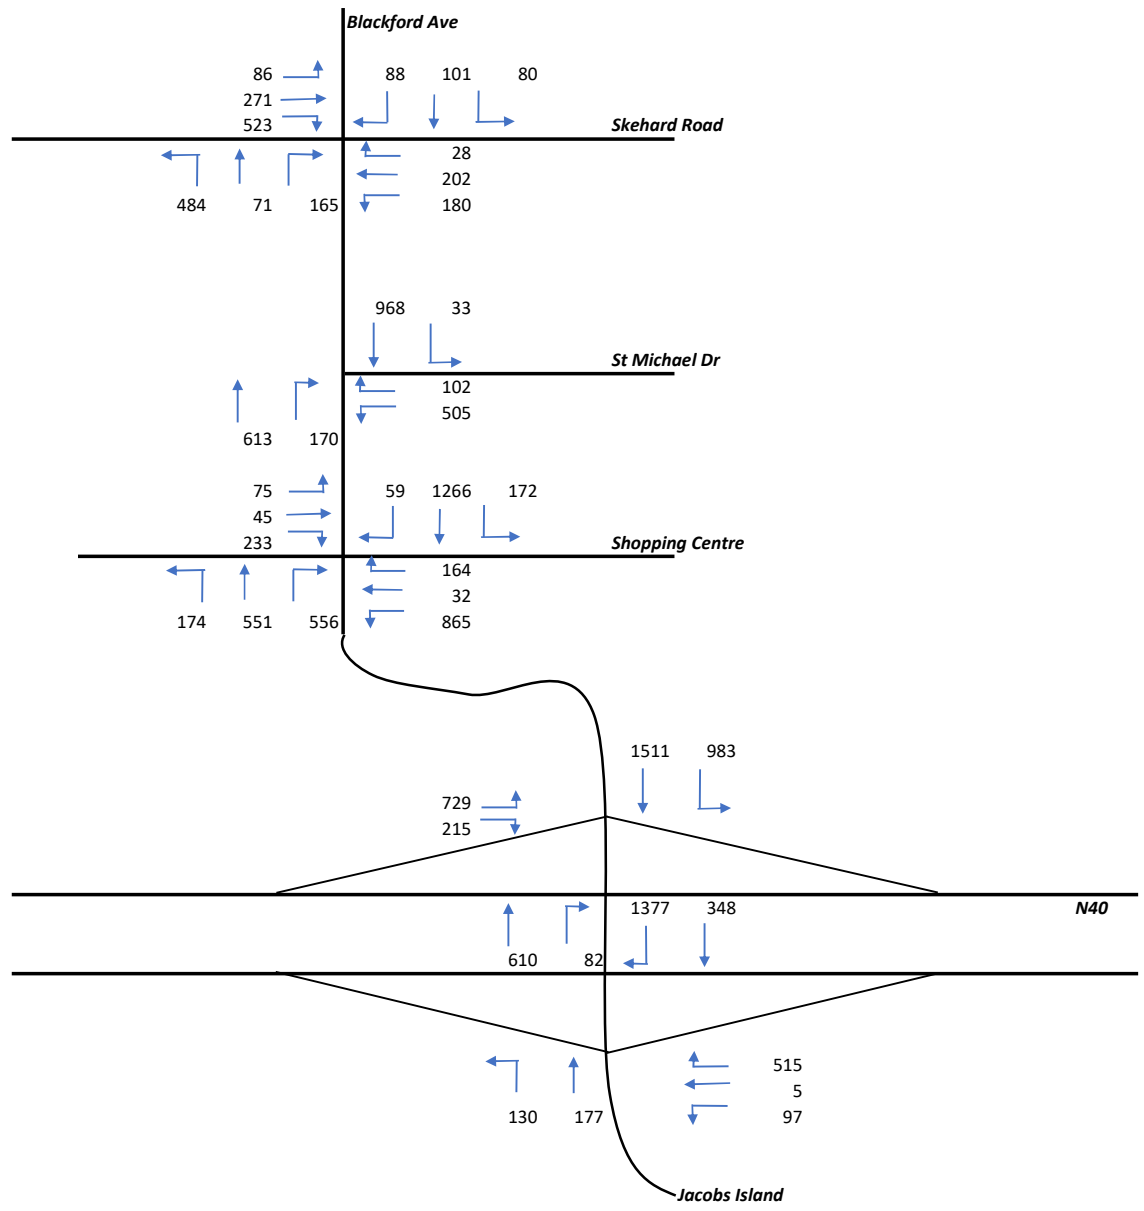 Blackford Ave
86 88 101 80
271
523 Skehard Road
28
202
484 71 165 180
968 33
St Michael Dr
102
505
613 170
75 59 1266 172
45
233 Shopping Centre
164
32
174 551 556 865
1511 983
729
215
1377 348 N40
610 82
515
5
130 177 97
Jacobs Island